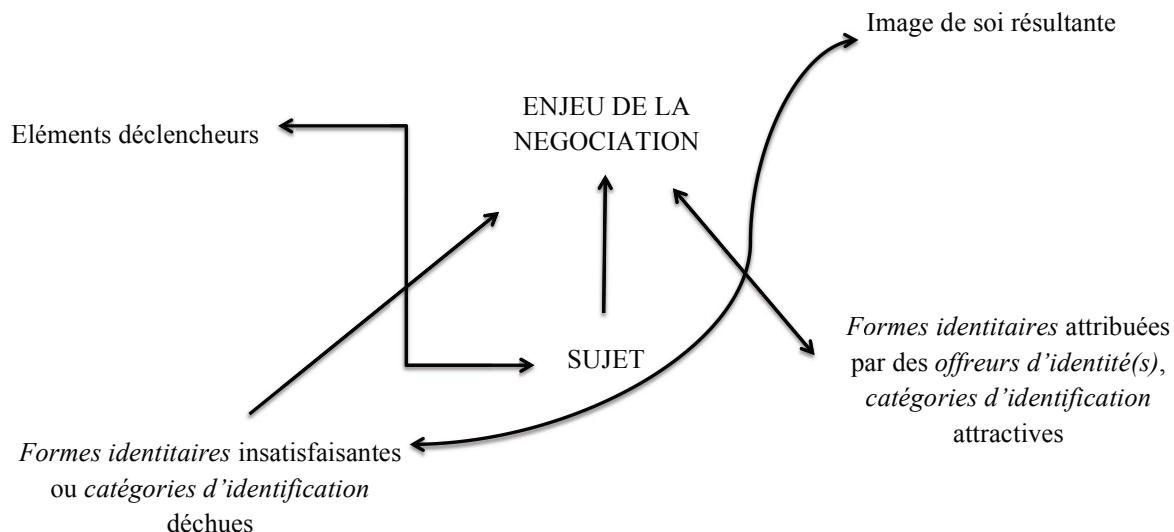 Image de soi résultante
ENJEU DE LA
NEGOCIATION
Eléments déclencheurs
SUJET
Formes identitaires attribuées
par des offreurs d’identité(s),
catégories d’identification
attractives
Formes identitaires insatisfaisantes
ou catégories d’identification
déchues